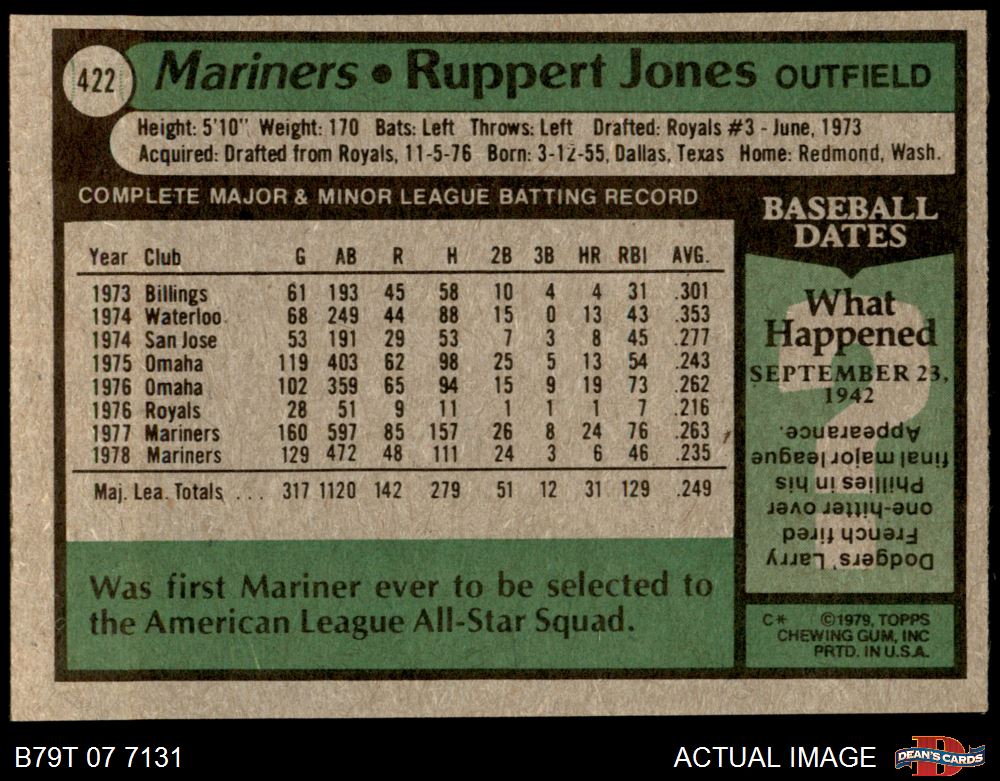 422 Mariners • Ruppert Jones OUTFIELD
Height: 5'10" Weight: 170 Bats: Left Throws: Left Drafted: Royals #3 - June, 1973
Acquired: Drafted from Royals, 11-5-76 Born: 3-12-55, Dallas, Texas Home: Redmond, Wash.
COMPLETE MAJOR & MINOR LEAGUE BATTING RECORD
Year Club G AB R H 2B 3B HR RBI AVG.
1973 Billings 61 193 45 58 10 4 4 31 .301
1974 Waterloo 68 249 44 88 15 0 13 43 .353
1974 San Jose 53 191 29 53 7 3 8 45 .277
1975 Omaha 119 403 62 98 25 5 13 54 .243
1976 Omaha 102 359 65 94 15 9 19 73 .262
1976 Royals 28 51 9 11 1 1 1 7 .216
1977 Mariners 160 597 85 157 26 8 24 76 .263
1978 Mariners 129 472 48 111 24 3 6 46 .235
Maj. Lea. Totals ... 317 1120 142 279 51 12 31 129 .249
Was first Mariner ever to be selected to
the American League All-Star Squad.
BASEBALL
DATES
What
Happened
SEPTEMBER 23,
1942
?
Dodgers' Larry
French fired
one-hitter over
Phillies in his
final major league
Appearance.
C* ©1979, TOPPS
CHEWING GUM, INC
PRTD. IN U.S.A.
B79T 07 7131
ACTUAL IMAGE
D
DEAN'S CARDS